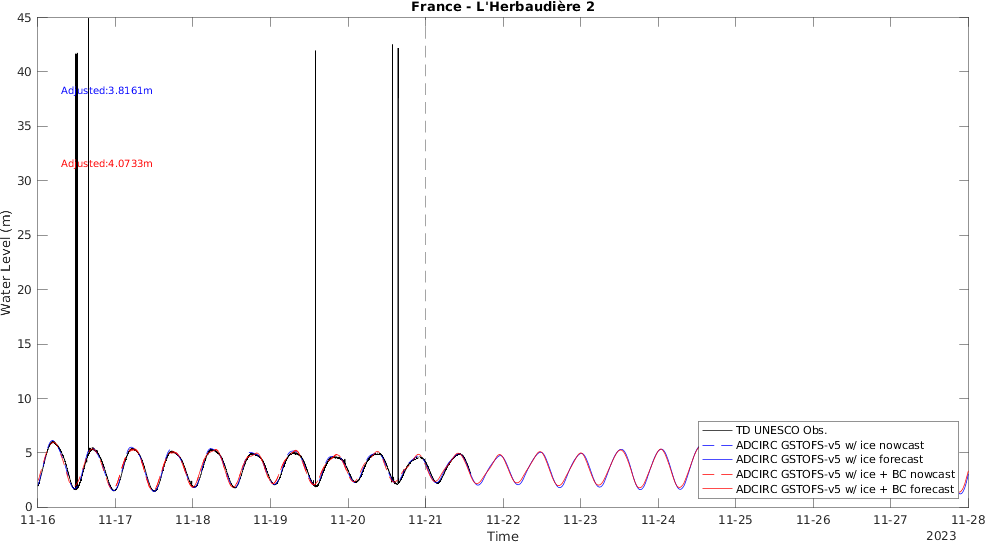 France - L'Herbaudière 2
45
40
35
30
25
20
15
10
5
0
Water Level (m)
Adjusted:3.8161m
Adjusted:4.0733m
TD UNESCO Obs.
ADCIRC GSTOFS-v5 w/ ice nowcast
ADCIRC GSTOFS-v5 w/ ice forecast
ADCIRC GSTOFS-v5 w/ ice + BC nowcast
ADCIRC GSTOFS-v5 w/ ice + BC forecast
11-16 11-17 11-18 11-19 11-20 11-21 11-22 11-23 11-24 11-25 11-26 11-27 11-28
Time
2023